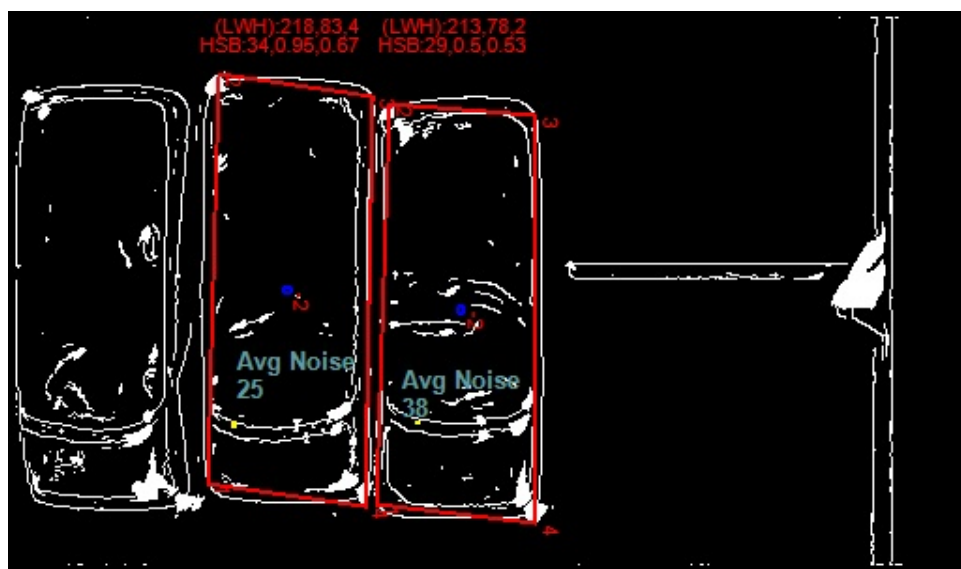 (LWH):218,83,4 (LWH):213,78,2
HSB:34,0.95,0.67 HSB:29,0.5,0.53
3
Avg Noise
25
Avg Noise
38
4